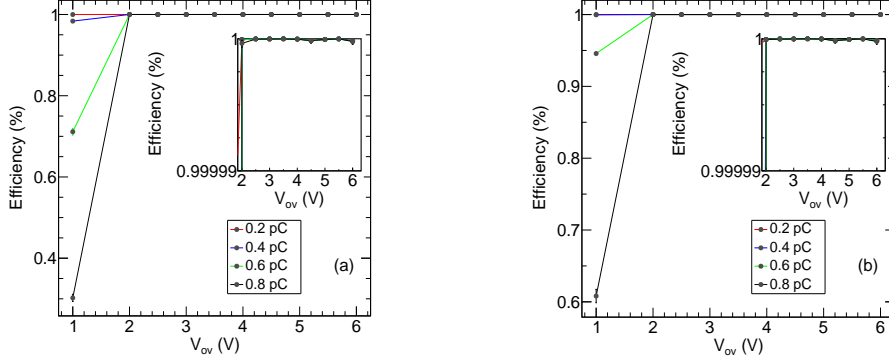 1
0.8
0.6
0.4
Efficiency (%)
1 2 3 4 5 6
V_ov (V)
1
0.99999
Efficiency (%)
2 3 4 5 6
V_ov (V)
0.2 pC
0.4 pC
0.6 pC
0.8 pC
(a)
1
0.9
0.8
0.7
0.6
Efficiency (%)
1 2 3 4 5 6
V_ov (V)
1
0.99999
Efficiency (%)
2 3 4 5 6
V_ov (V)
0.2 pC
0.4 pC
0.6 pC
0.8 pC
(b)